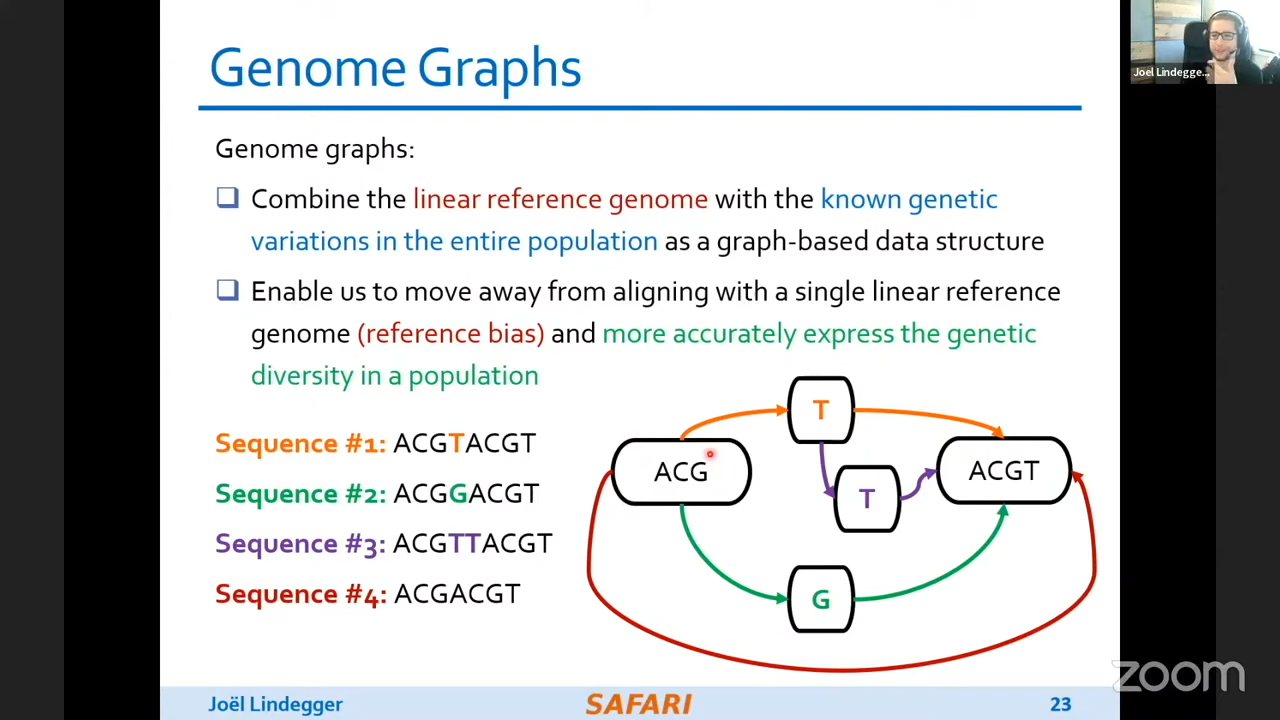 Genome Graphs
Joel Lindegge...
Genome graphs:
Combine the linear reference genome with the known genetic
variations in the entire population as a graph-based data structure
Enable us to move away from aligning with a single linear reference
genome (reference bias) and more accurately express the genetic
diversity in a population
Sequence #1: ACGTACGT
Sequence #2: ACGGACGT
Sequence #3: ACGTTACGT
Sequence #4: ACGACGT
T
ACG
ACGT
T
G
zoom
Joël Lindegger
SAFARI
23